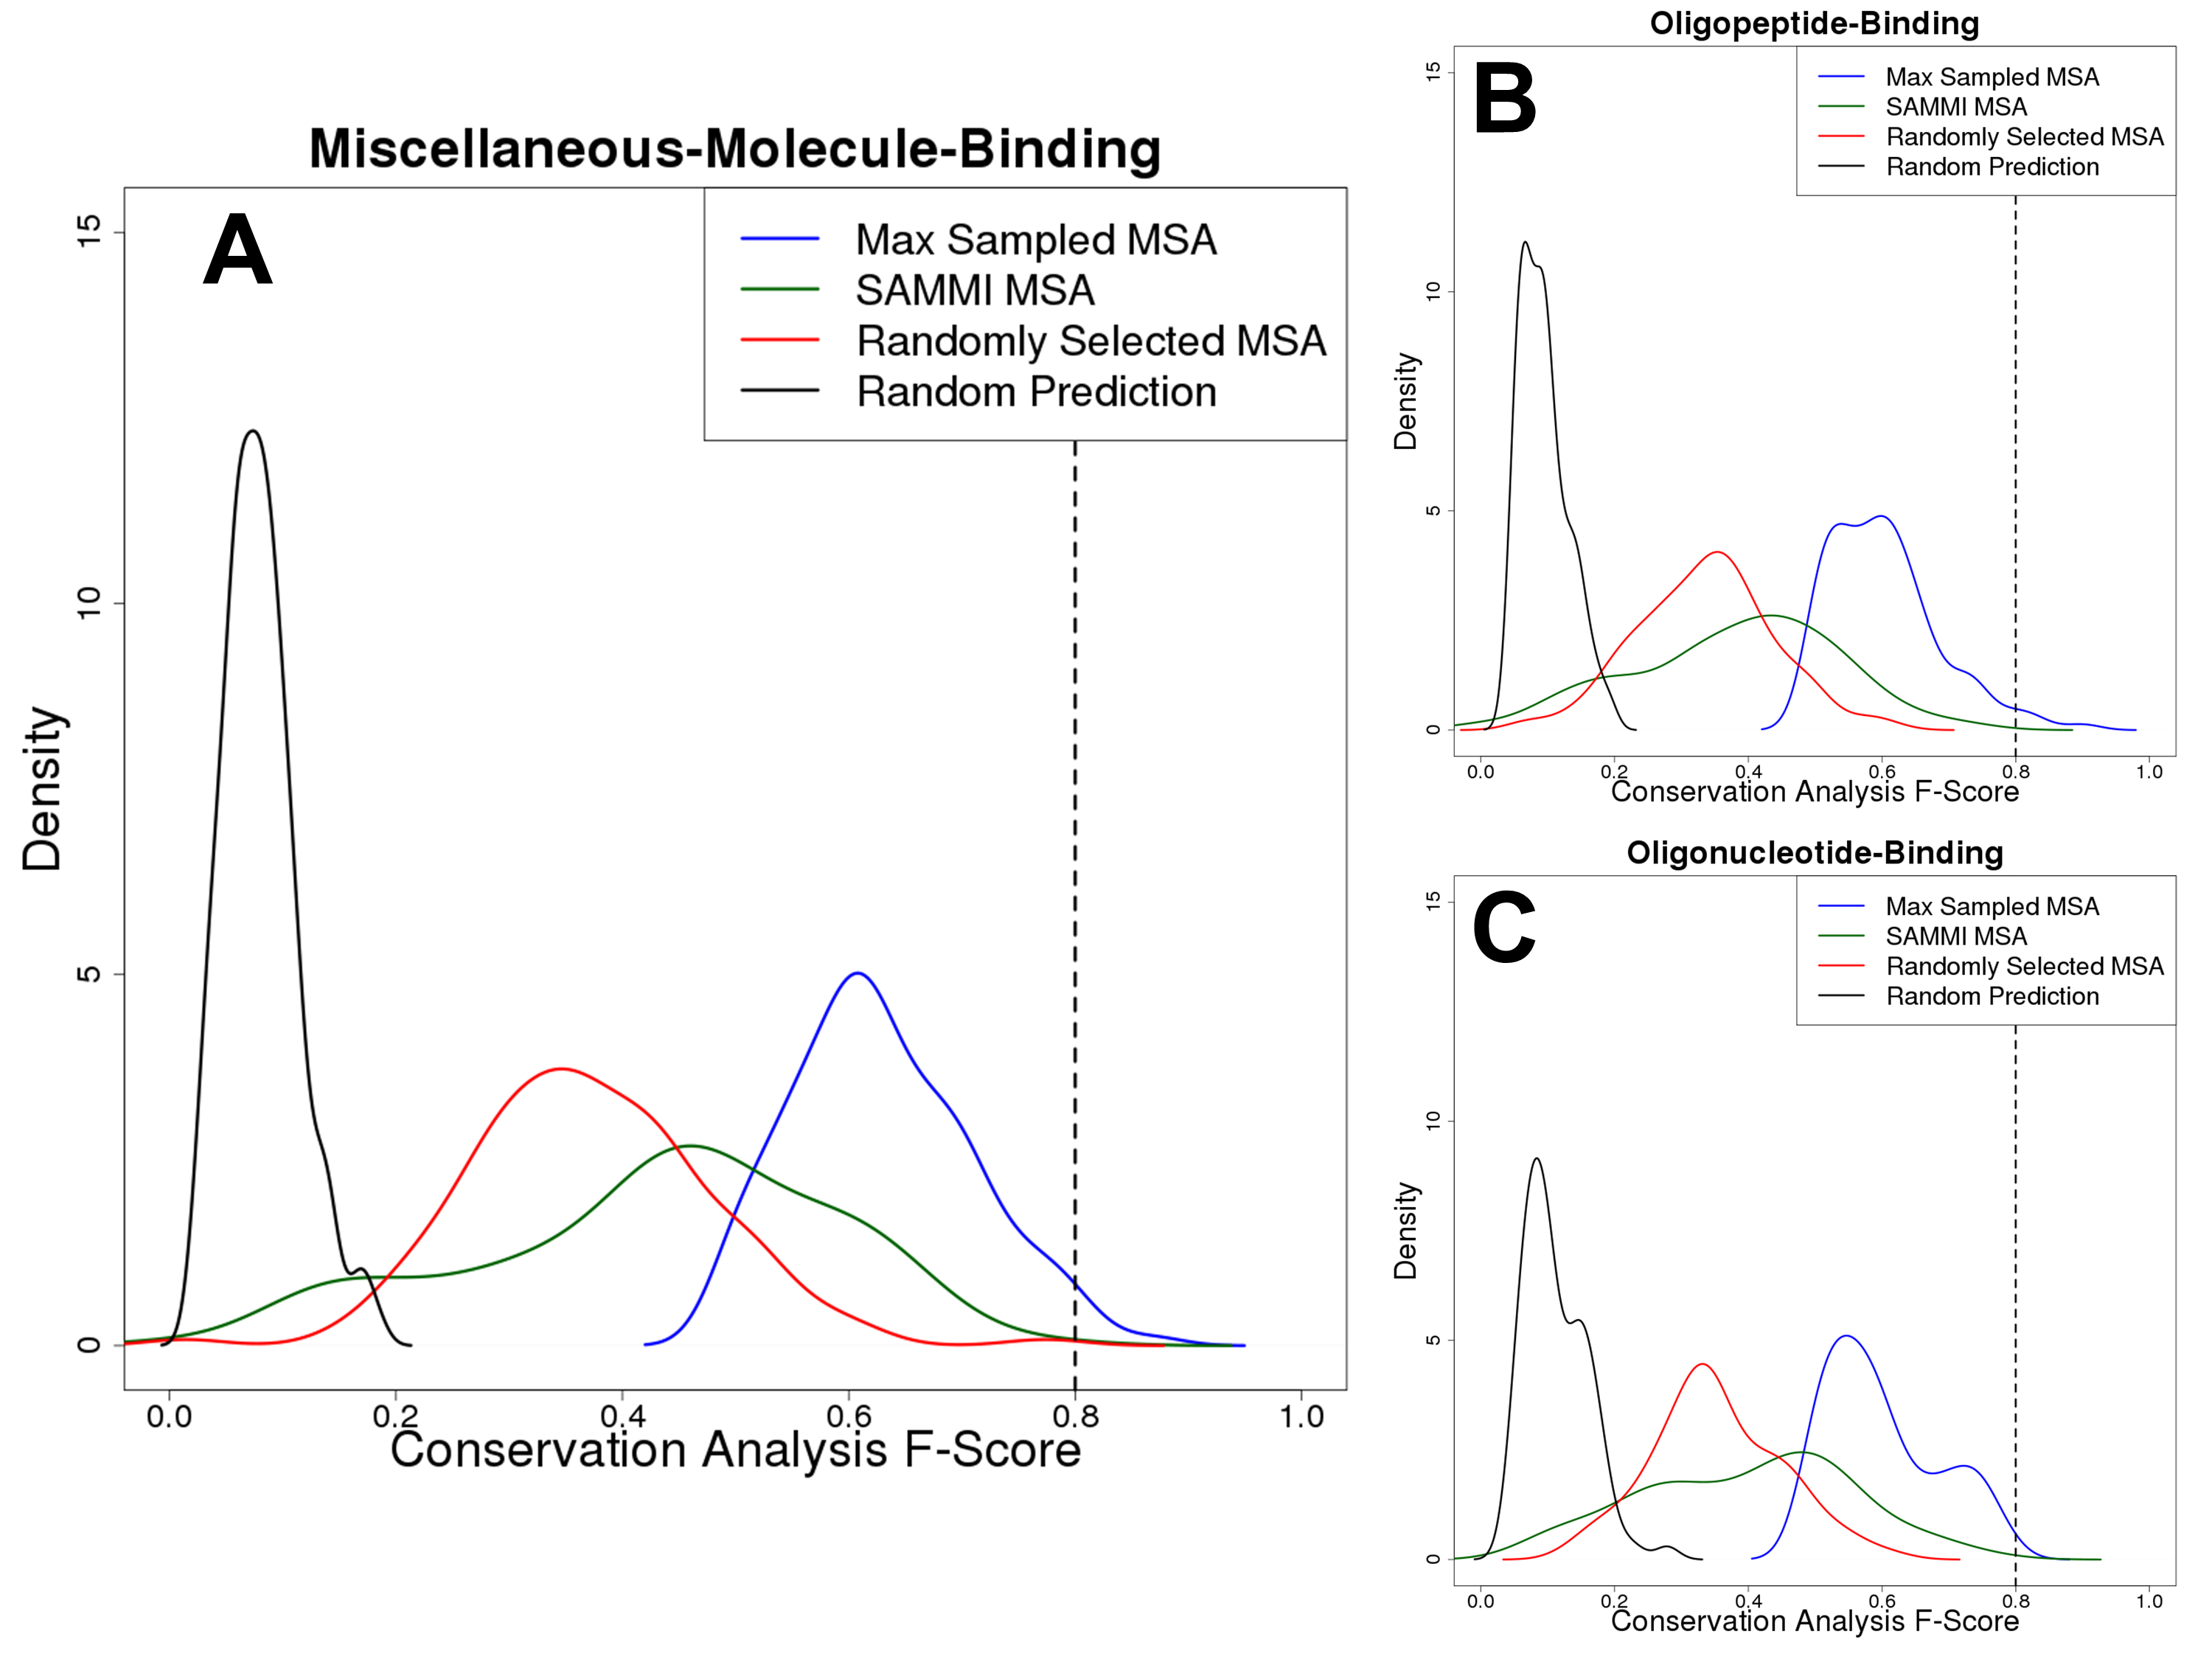 Miscellaneous-Molecule-Binding
A
Max Sampled MSA
SAMMI MSA
Randomly Selected MSA
Random Prediction
15
10
5
0
Density
0.0 0.2 0.4 0.6 0.8 1.0
Conservation Analysis F-Score
Oligopeptide-Binding
B
Max Sampled MSA
SAMMI MSA
Randomly Selected MSA
Random Prediction
15
10
5
0
Density
0.0 0.2 0.4 0.6 0.8 1.0
Conservation Analysis F-Score
Oligonucleotide-Binding
C
Max Sampled MSA
SAMMI MSA
Randomly Selected MSA
Random Prediction
15
10
5
0
Density
0.0 0.2 0.4 0.6 0.8 1.0
Conservation Analysis F-Score